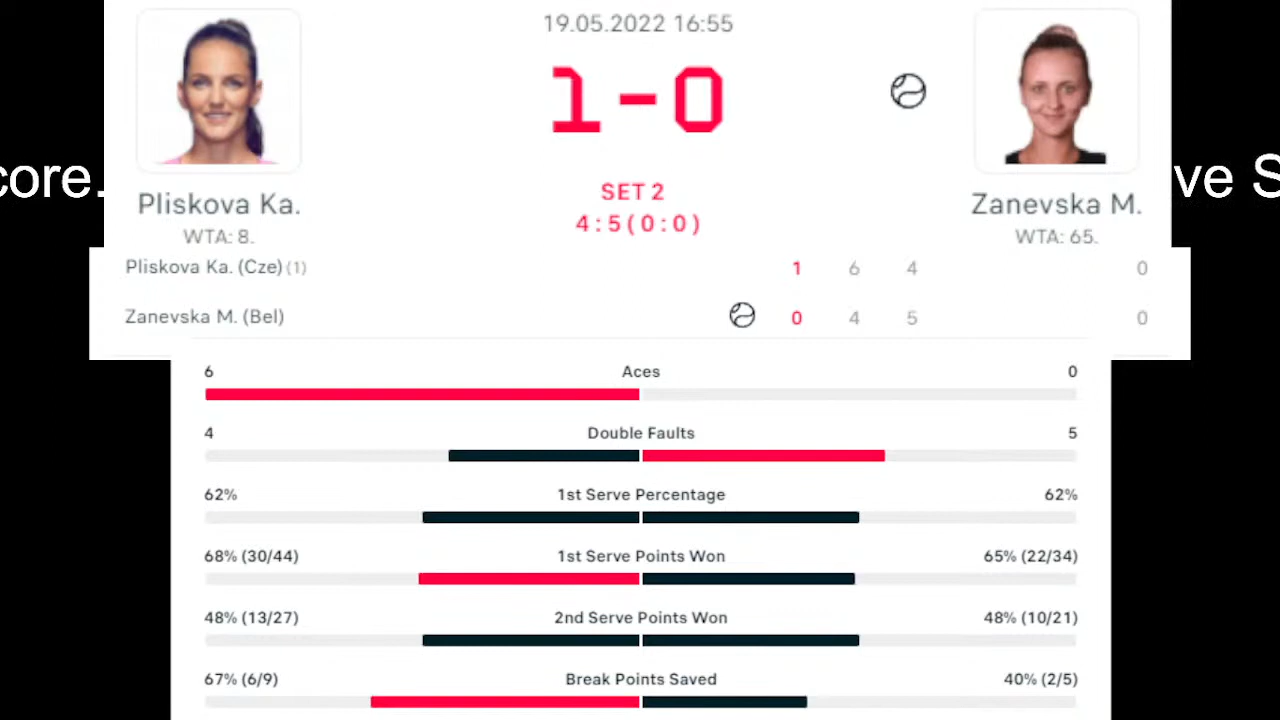 19.05.2022 16:55
1-0
core.
ve S
Pliskova Ka.
SET 2
Zanevska M.
WTA: 8.
4 : 5 ( 0 : 0 )
WTA: 65.
Pliskova Ka. (Cze) (1) 1 6 4 0
Zanevska M. (Bel) 0 4 5 0
6 Aces 0
4 Double Faults 5
62% 1st Serve Percentage 62%
68% (30/44) 1st Serve Points Won 65% (22/34)
48% (13/27) 2nd Serve Points Won 48% (10/21)
67% (6/9) Break Points Saved 40% (2/5)